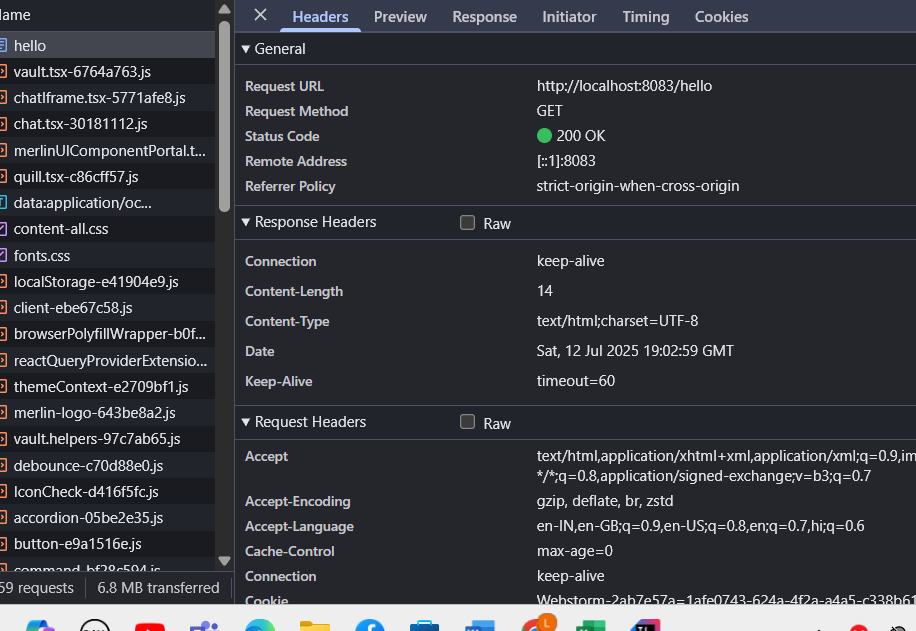 Name
Headers Preview Response Initiator Timing Cookies
hello
vault.tsx-6764a763.js
chatIframe.tsx-5771afe8.js
chat.tsx-30181112.js
merlinUIComponentPortal.t...
quill.tsx-c86cff57.js
data:application/oc...
content-all.css
fonts.css
localStorage-e41904e9.js
client-ebe67c58.js
browserPolyfillWrapper-b0f...
reactQueryProviderExtensio...
themeContext-e2709bf1.js
merlin-logo-643be8a2.js
vault.helpers-97c7ab65.js
debounce-c70d88e0.js
IconCheck-d416f5fc.js
accordion-05be2e35.js
button-e9a1516e.js
command-bf28c594.js
59 requests 6.8 MB transferred
General
Request URL http://localhost:8083/hello
Request Method GET
Status Code 200 OK
Remote Address [::1]:8083
Referrer Policy strict-origin-when-cross-origin
Response Headers Raw
Connection keep-alive
Content-Length 14
Content-Type text/html;charset=UTF-8
Date Sat, 12 Jul 2025 19:02:59 GMT
Keep-Alive timeout=60
Request Headers Raw
Accept text/html,application/xhtml+xml,application/xml;q=0.9,im
*/*;q=0.8,application/signed-exchange;v=b3;q=0.7
Accept-Encoding gzip, deflate, br, zstd
Accept-Language en-IN,en-GB;q=0.9,en-US;q=0.8,en;q=0.7,hi;q=0.6
Cache-Control max-age=0
Connection keep-alive
Cookie Webstorm-2ab7e57a=1afe0743-624a-4f2a-a4a5-c338b61
L